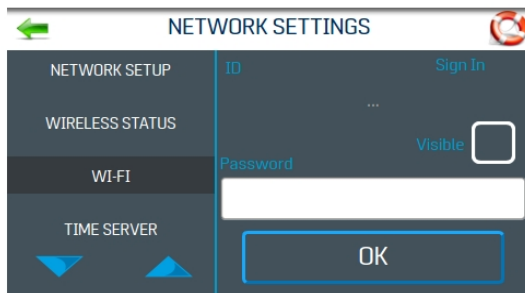 NETWORK SETTINGS
NETWORK SETUP
WIRELESS STATUS
WI-FI
TIME SERVER
ID
Sign In
...
Visible
Password
OK